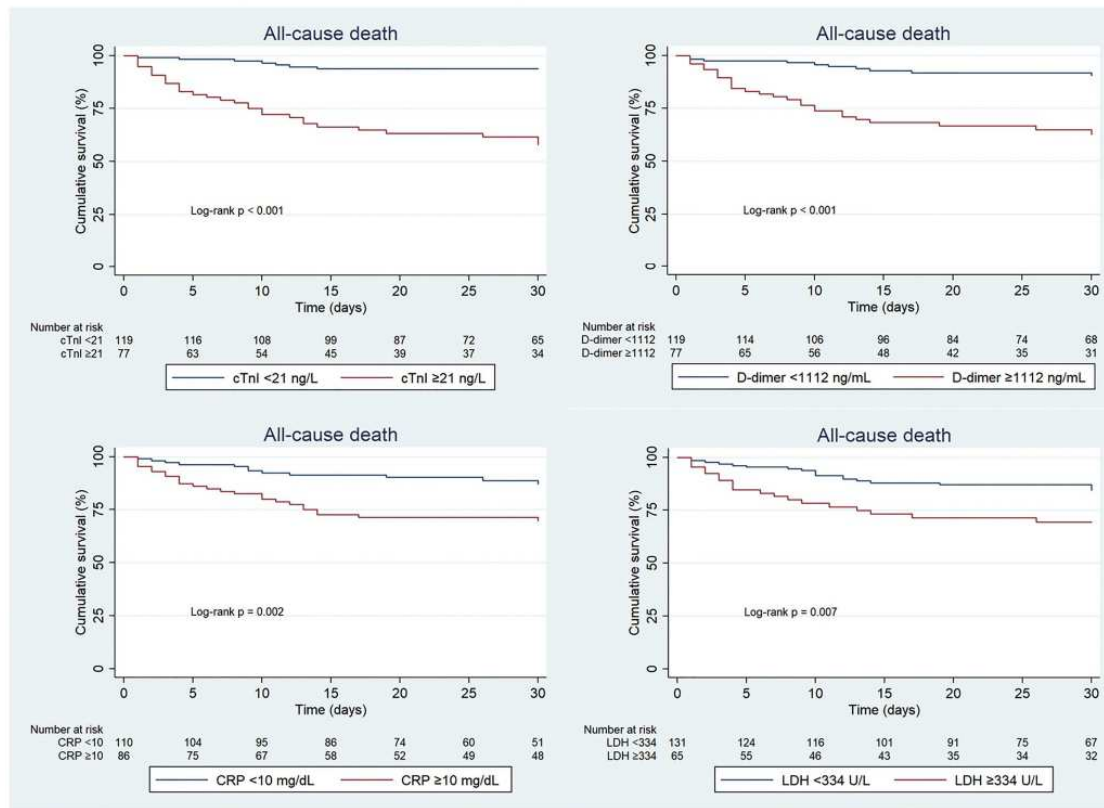 All-cause death
Cumulative survival (%)
100
75
50
25
0
Log-rank p < 0.001
0 5 10 15 20 25 30
Time (days)
Number at risk
cTnI <21 119 116 108 99 87 72 65
cTnI ≥21 77 63 54 45 39 37 34
cTnI <21 ng/L cTnI ≥21 ng/L
All-cause death
Cumulative survival (%)
100
75
50
25
0
Log-rank p < 0.001
0 5 10 15 20 25 30
Time (days)
Number at risk
D-dimer <1112 119 114 106 96 84 74 68
D-dimer ≥1112 77 65 56 48 42 35 31
D-dimer <1112 ng/mL D-dimer ≥1112 ng/mL
All-cause death
Cumulative survival (%)
100
75
50
25
0
Log-rank p = 0.002
0 5 10 15 20 25 30
Time (days)
Number at risk
CRP <10 110 104 95 86 74 60 51
CRP ≥10 86 75 67 58 52 49 48
CRP <10 mg/dL CRP ≥10 mg/dL
All-cause death
Cumulative survival (%)
100
75
50
25
0
Log-rank p = 0.007
0 5 10 15 20 25 30
Time (days)
Number at risk
LDH <334 131 124 116 101 91 75 67
LDH ≥334 65 55 46 43 35 34 32
LDH <334 U/L LDH ≥334 U/L